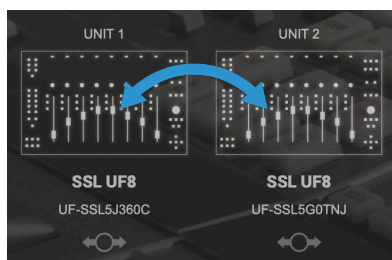 UNIT 1
UNIT 2
SSL UF8
SSL UF8
UF-SSL5J360C
UF-SSL5G0TNJ